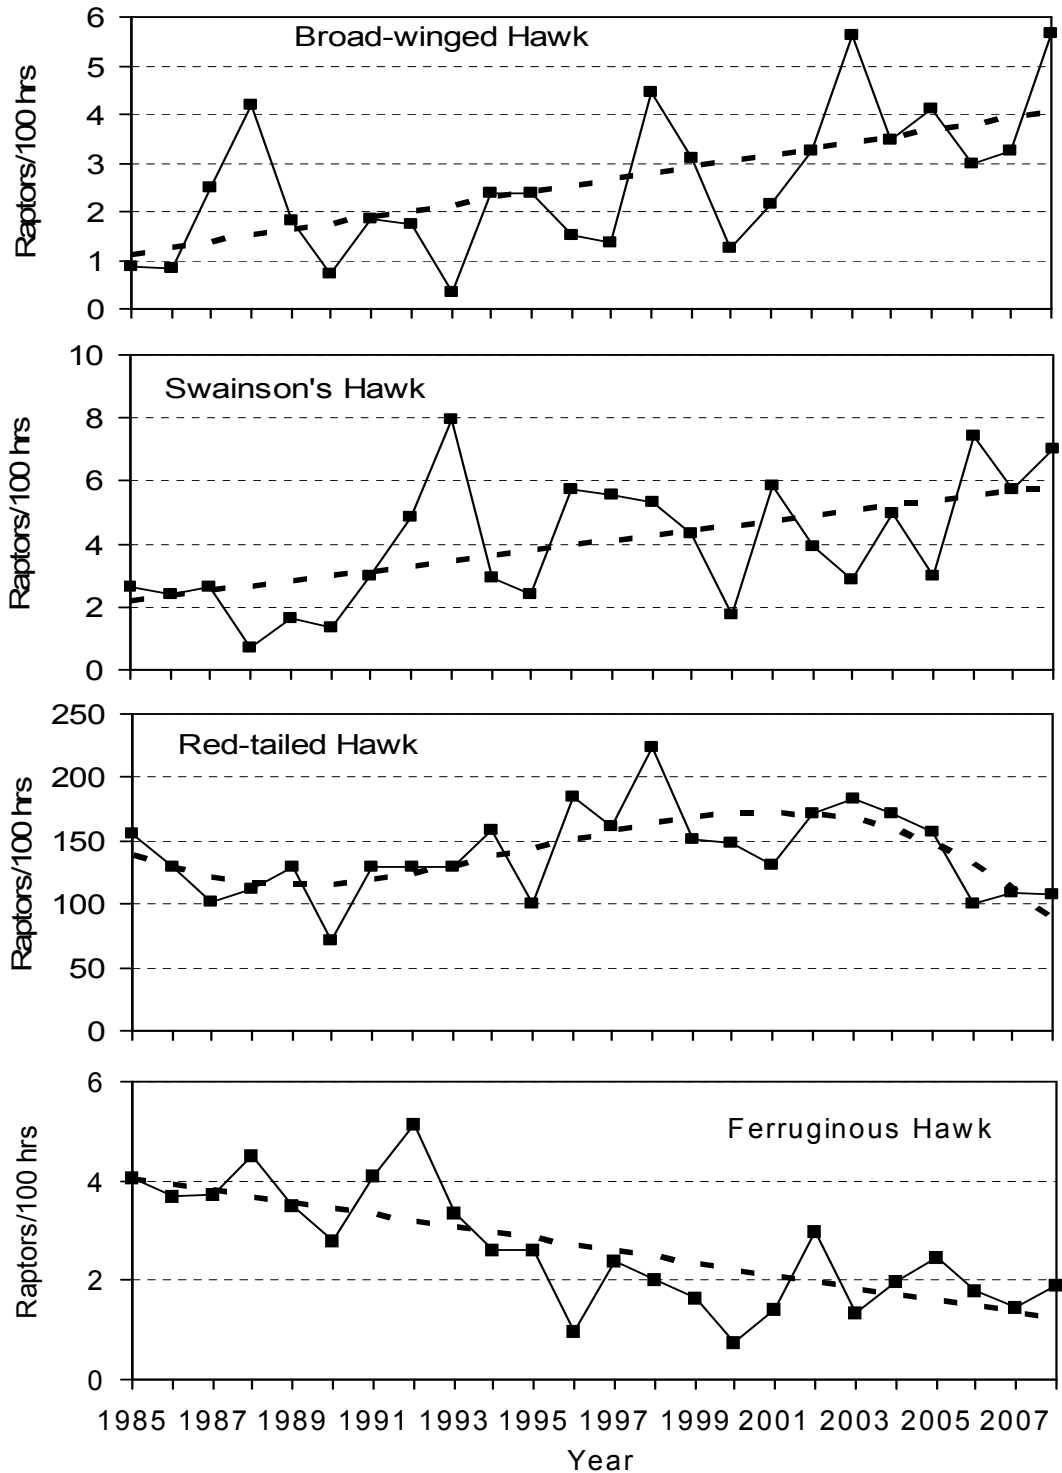 Broad-winged Hawk
Raptors/100 hrs
6
5
4
3
2
1
0
Swainson's Hawk
Raptors/100 hrs
10
8
6
4
2
0
Red-tailed Hawk
Raptors/100 hrs
250
200
150
100
50
0
Ferruginous Hawk
Raptors/100 hrs
6
4
2
0
1985 1987 1989 1991 1993 1995 1997 1999 2001 2003 2005 2007
Year